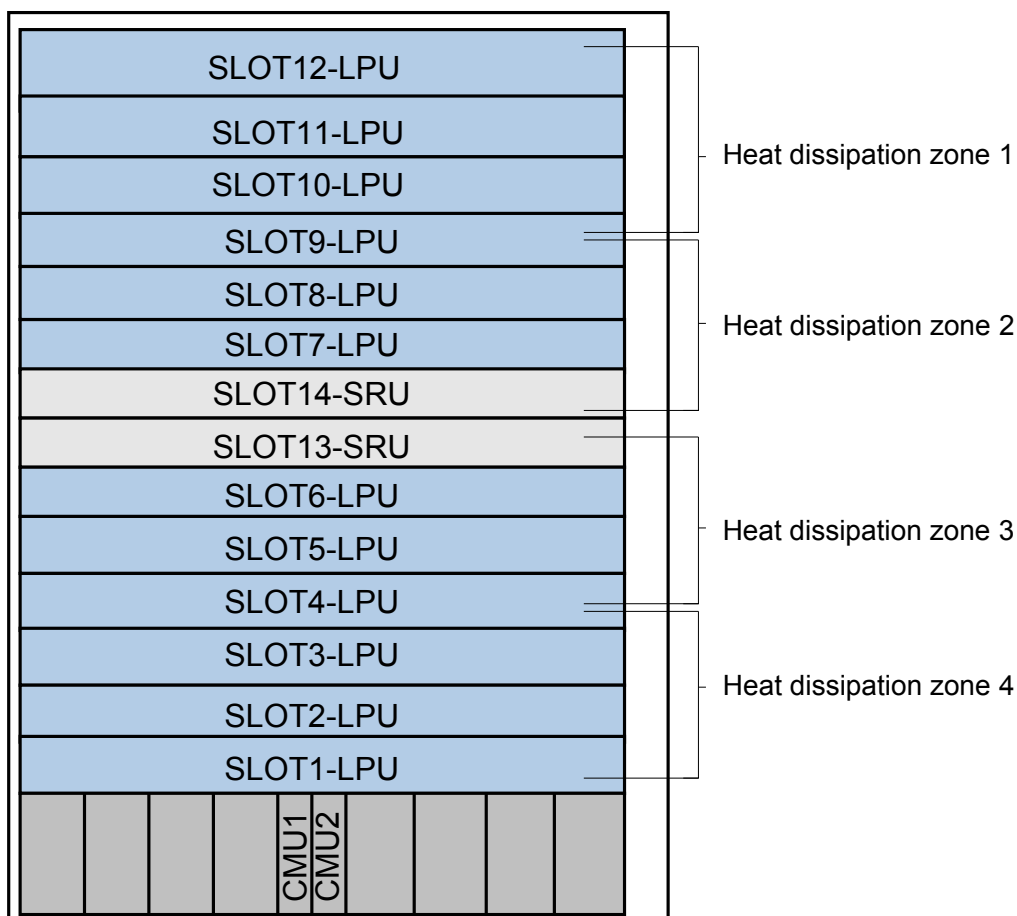 SLOT12-LPU
SLOT11-LPU
Heat dissipation zone 1
SLOT10-LPU
SLOT9-LPU
SLOT8-LPU
Heat dissipation zone 2
SLOT7-LPU
SLOT14-SRU
SLOT13-SRU
SLOT6-LPU
Heat dissipation zone 3
SLOT5-LPU
SLOT4-LPU
SLOT3-LPU
Heat dissipation zone 4
SLOT2-LPU
SLOT1-LPU
CMU1
CMU2